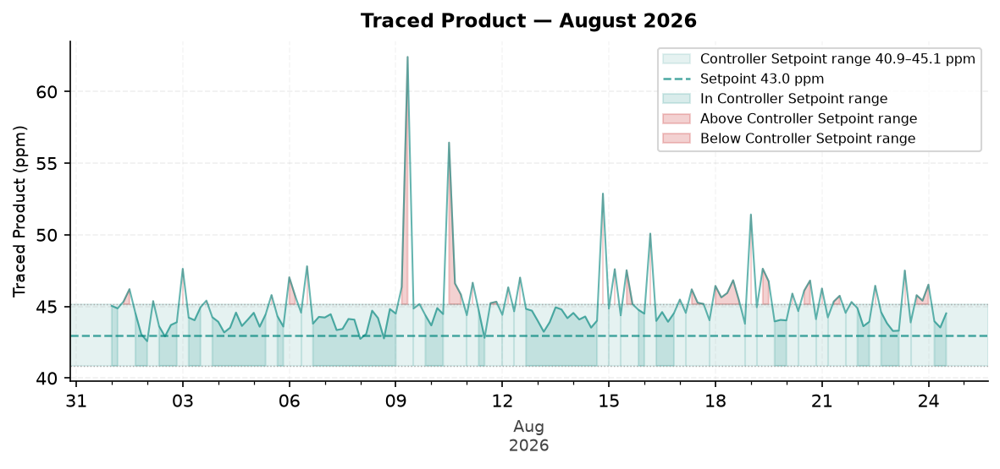 Traced Product — August 2026
Controller Setpoint range 40.9–45.1 ppm
Setpoint 43.0 ppm
In Controller Setpoint range
Above Controller Setpoint range
Below Controller Setpoint range
Traced Product (ppm)
60
55
50
45
40
31 03 06 09 12 15 18 21 24
Aug
2026